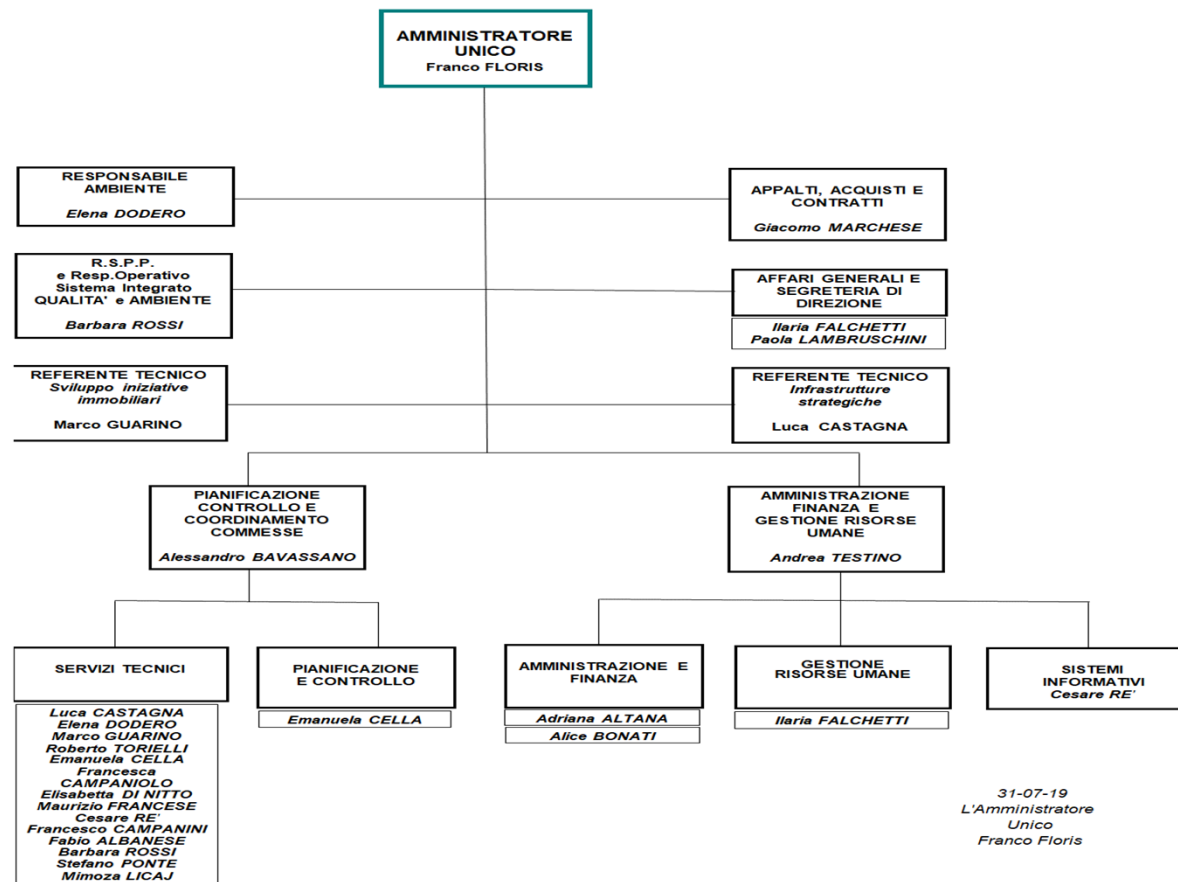 AMMINISTRATORE
UNICO
Franco FLORIS
RESPONSABILE
AMBIENTE
Elena DODERO
APPALTI, ACQUISTI E
CONTRATTI
Giacomo MARCHESE
R.S.P.P.
e Resp.Operativo
Sistema Integrato
QUALITA' e AMBIENTE
Barbara ROSSI
AFFARI GENERALI E
SEGRETERIA DI
DIREZIONE
Ilaria FALCHETTI
Paola LAMBRUSCHINI
REFERENTE TECNICO
Sviluppo iniziative
immobiliari
Marco GUARINO
REFERENTE TECNICO
Infrastrutture
strategiche
Luca CASTAGNA
PIANIFICAZIONE
CONTROLLO E
COORDINAMENTO
COMMESSE
Alessandro BAVASSANO
AMMINISTRAZIONE
FINANZA E
GESTIONE RISORSE
UMANE
Andrea TESTINO
SERVIZI TECNICI
Luca CASTAGNA
Elena DODERO
Marco GUARINO
Roberto TORIELLI
Emanuela CELLA
Francesca
CAMPANIOLO
Elisabetta DI NITTO
Maurizio FRANCESE
Cesare RE'
Francesco CAMPANINI
Fabio ALBANESE
Barbara ROSSI
Stefano PONTE
Mimoza LICAJ
PIANIFICAZIONE
E CONTROLLO
Emanuela CELLA
AMMINISTRAZIONE E
FINANZA
Adriana ALTANA
Alice BONATI
GESTIONE
RISORSE UMANE
Ilaria FALCHETTI
SISTEMI
INFORMATIVI
Cesare RE'
31-07-19
L'Amministratore
Unico
Franco Floris